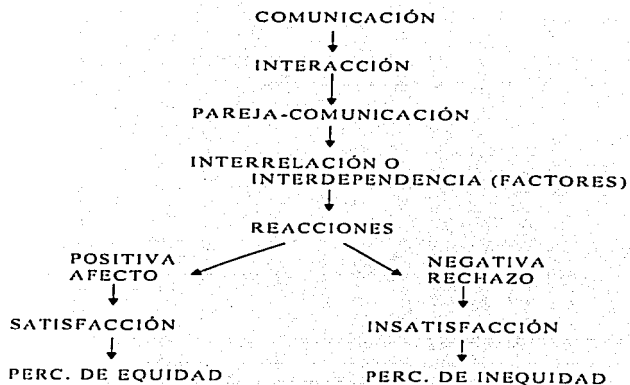 COMUNICACIÓN
INTERACCIÓN
PAREJA-COMUNICACIÓN
INTERRELACIÓN O
INTERDEPENDENCIA (FACTORES)
REACCIONES
POSITIVA
AFECTO
NEGATIVA
RECHAZO
SATISFACCIÓN
INSATISFACCIÓN
PERC. DE EQUIDAD
PERC. DE INEQUIDAD